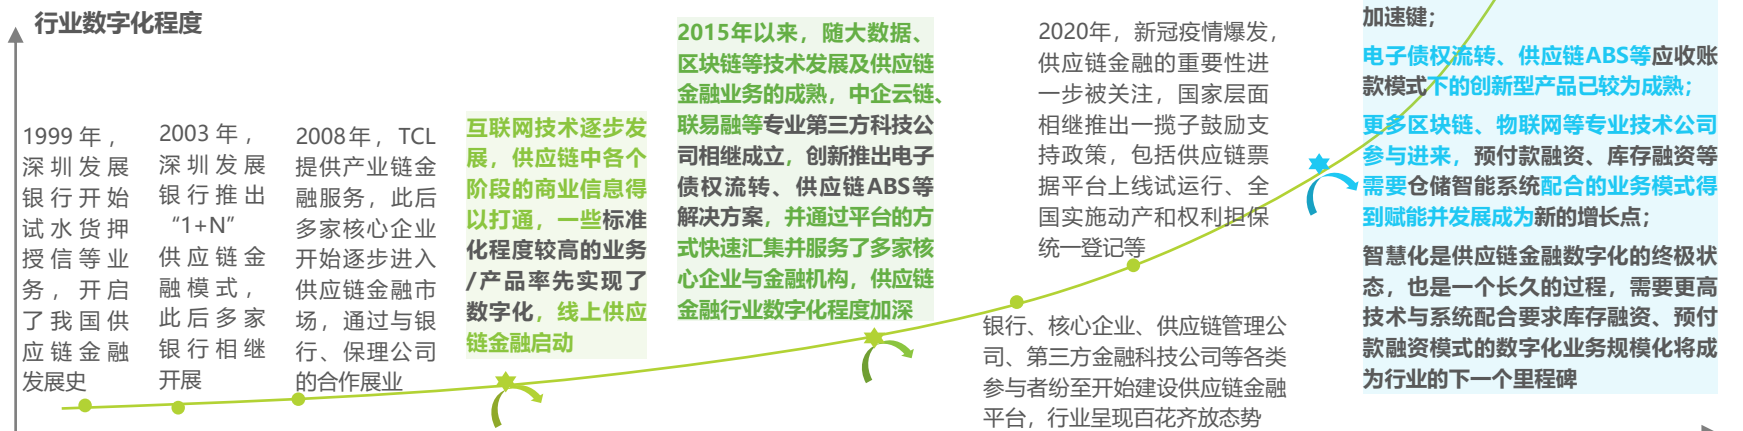 行业数字化程度
1999 年，
深圳发展
银行开始
试水货押
授信等业
务，开启
了我国供
应链金融
发展史
2003 年，
深圳发展
银行推出
“1+N”
供应链金
融模式，
此后多家
银行相继
开展
2008年，TCL
提供产业链金
融服务，此后
多家核心企业
开始逐步进入
供应链金融市
场，通过与银
行、保理公司
的合作展业
互联网技术逐步发
展，供应链中各个
阶段的商业信息得
以打通，一些标准
化程度较高的业务
/产品率先实现了
数字化，线上供应
链金融启动
2015年以来，随大数据、
区块链等技术发展及供应链
金融业务的成熟，中企云链、
联易融等专业第三方科技公
司相继成立，创新推出电子
债权流转、供应链ABS等
解决方案，并通过平台的方
式快速汇集并服务了多家核
心企业与金融机构，供应链
金融行业数字化程度加深
2020年，新冠疫情爆发，
供应链金融的重要性进
一步被关注，国家层面
相继推出一揽子鼓励支
持政策，包括供应链票
据平台上线试运行、全
国实施动产和权利担保
统一登记等
银行、核心企业、供应链管理公
司、第三方金融科技公司等各类
参与者纷至开始建设供应链金融
平台，行业呈现百花齐放态势
加速键；
电子债权流转、供应链ABS等应收账
款模式下的创新型产品已较为成熟；
更多区块链、物联网等专业技术公司
参与进来，预付款融资、库存融资等
需要仓储智能系统配合的业务模式得
到赋能并发展成为新的增长点；
智慧化是供应链金融数字化的终极状
态，也是一个长久的过程，需要更高
技术与系统配合要求库存融资、预付
款融资模式的数字化业务规模化将成
为行业的下一个里程碑